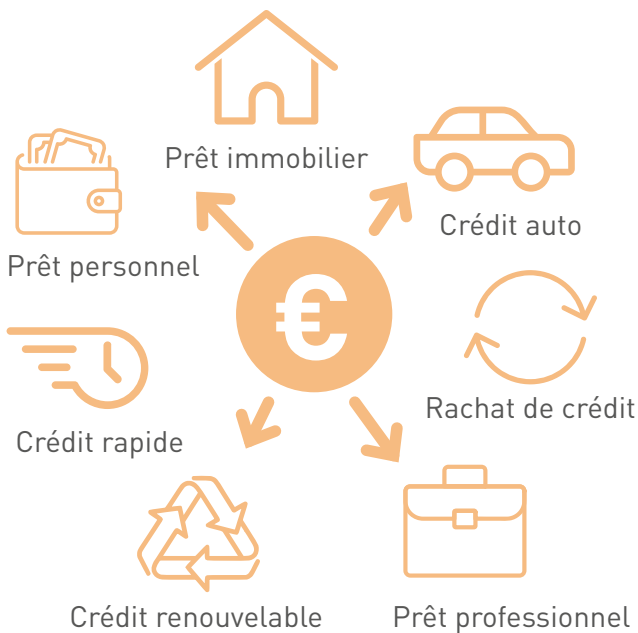 Prêt immobilier
Crédit auto
Prêt personnel
€
Rachat de crédit
Crédit rapide
Crédit renouvelable
Prêt professionnel